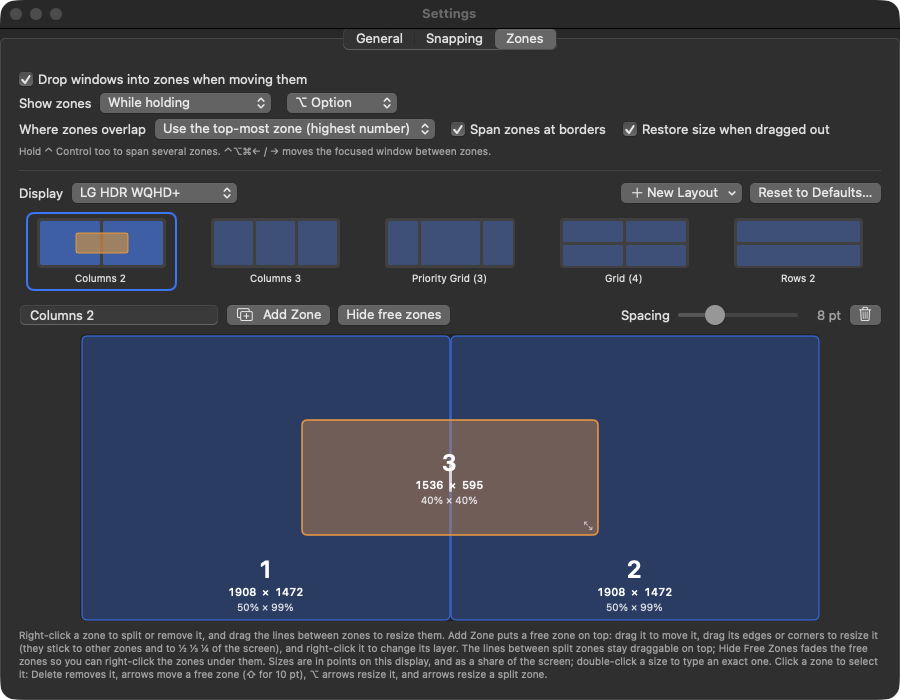 Settings
General Snapping Zones
Drop windows into zones when moving them
Show zones While holding ⌥ Option
Where zones overlap Use the top-most zone (highest number) Span zones at borders Restore size when dragged out
Hold ^ Control too to span several zones. ^⌥⌘← / → moves the focused window between zones.
Display LG HDR WQHD+ + New Layout Reset to Defaults...
Columns 2 Columns 3 Priority Grid (3) Grid (4) Rows 2
Columns 2 Add Zone Hide free zones Spacing 8 pt
3
1536 × 595
40% × 40%
1 2
1908 × 1472 1908 × 1472
50% × 99% 50% × 99%
Right-click a zone to split or remove it, and drag the lines between zones to resize them. Add Zone puts a free zone on top: drag it to move it, drag its edges or corners to resize it
(they stick to other zones and to ½ ⅓ ¼ of the screen), and right-click it to change its layer. The lines between split zones stay draggable on top; Hide Free Zones fades the free
zones so you can right-click the zones under them. Sizes are in points on this display, and as a share of the screen; double-click a size to type an exact one. Click a zone to select
it: Delete removes it, arrows move a free zone (⇧ for 10 pt), ⌥ arrows resize it, and arrows resize a split zone.